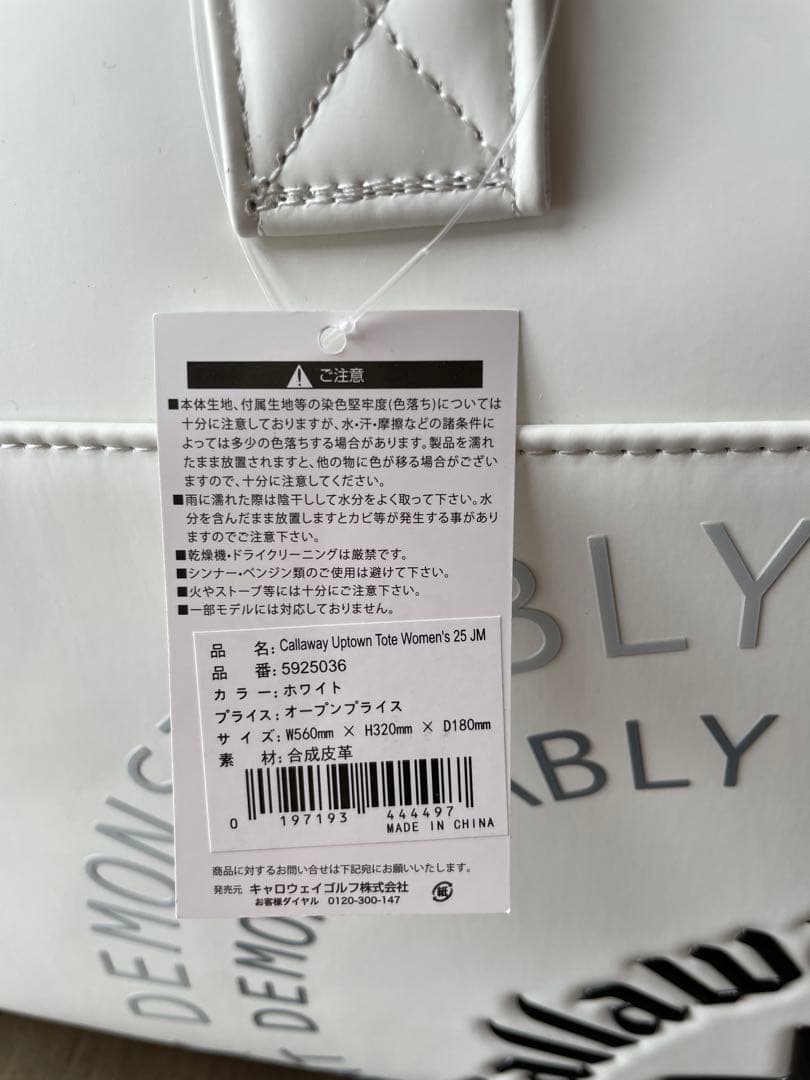 ご注意
■本体生地、付属生地等の染色堅牢度(色落ち)については
十分に注意しておりますが、水・汗・摩擦などの諸条件に
よっては多少の色落ちする場合があります。製品を濡れ
たまま放置されますと、他の物に色が移る場合がござい
ますので、十分に注意してください。
■雨に濡れた際は陰干しして水分をよく取って下さい。水
分を含んだまま放置しますとカビ等が発生する事があり
ますのでご注意下さい。
■乾燥機・ドライクリーニングは厳禁です。
■シンナー・ベンジン類のご使用は避けて下さい。
■火やストーブ等には十分にご注意下さい。
■一部モデルには対応しておりません。
品 名: Callaway Uptown Tote Women's 25 JM
品 番: 5925036
カ ラ ー: ホワイト
プライス: オープンプライス
サ イ ズ: W560mm × H320mm × D180mm
素 材: 合成皮革
0 197193 444497
MADE IN CHINA
商品に対するお問い合せは下記宛にお願いいたします。
発売元 キャロウェイゴルフ株式会社
お客様ダイヤル 0120-300-147
紙
BLY
ABLY
DEMONS
Y DEMO
allaw